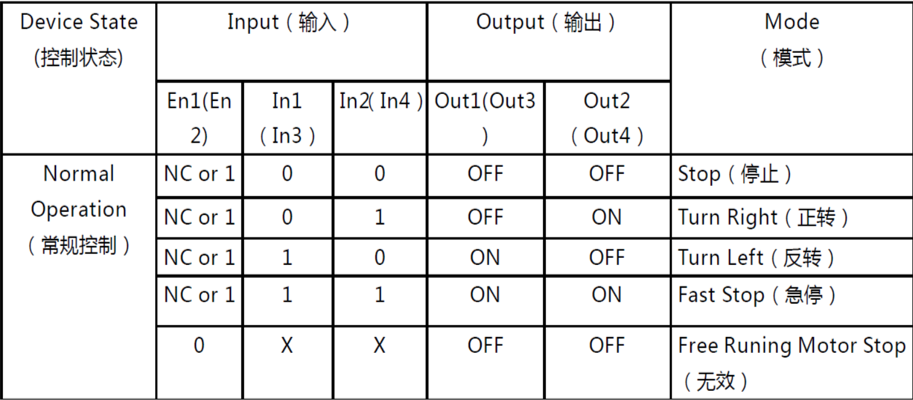 Device State Input（输入） Output（输出） Mode
(控制状态) （模式）
En1(En In1 In2（In4） Out1(Out3 Out2
2) （In3） ) （Out4）
Normal NC or 1 0 0 OFF OFF Stop（停止）
Operation NC or 1 0 1 OFF ON Turn Right（正转）
（常规控制） NC or 1 1 0 ON OFF Turn Left（反转）
NC or 1 1 1 ON ON Fast Stop（急停）
0 X X OFF OFF Free Runing Motor Stop
（无效）